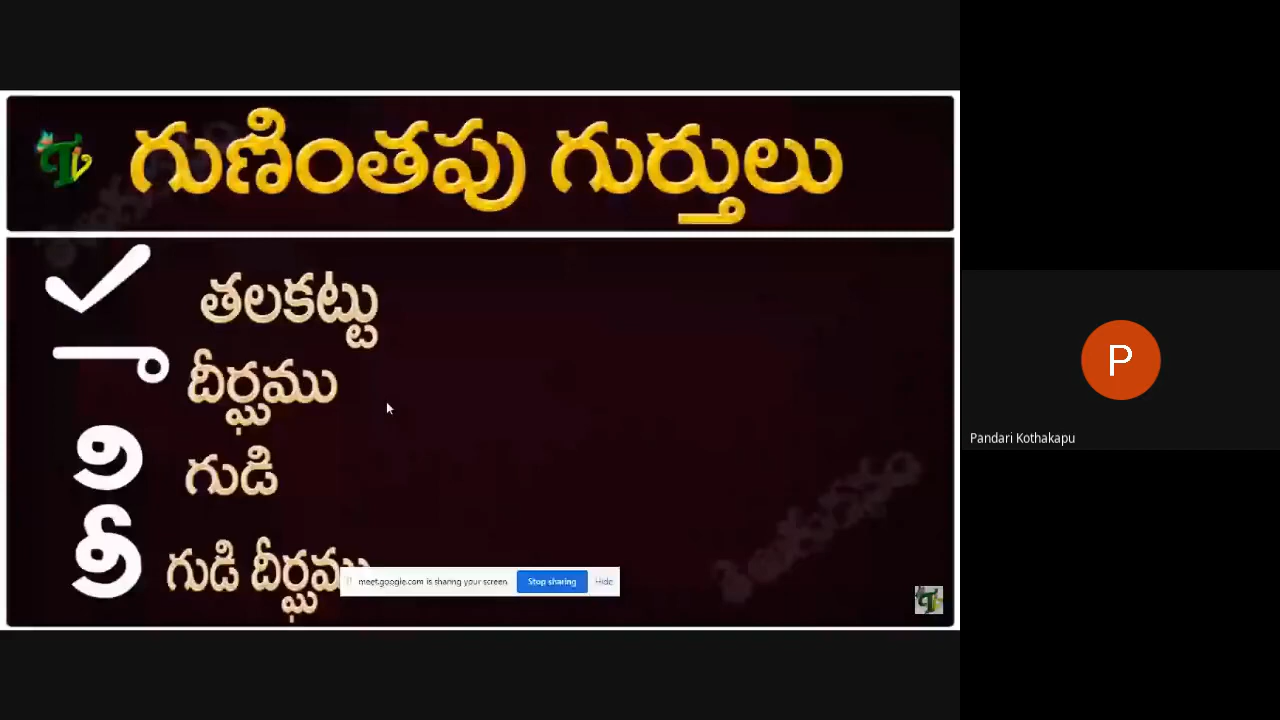 గుణింతపు గుర్తులు
తలకట్టు
దీర్ఘము
గుడి
గుడి దీర్ఘము
meet.google.com is sharing your screen. Stop sharing Hide
P
Pandari Kothakapu